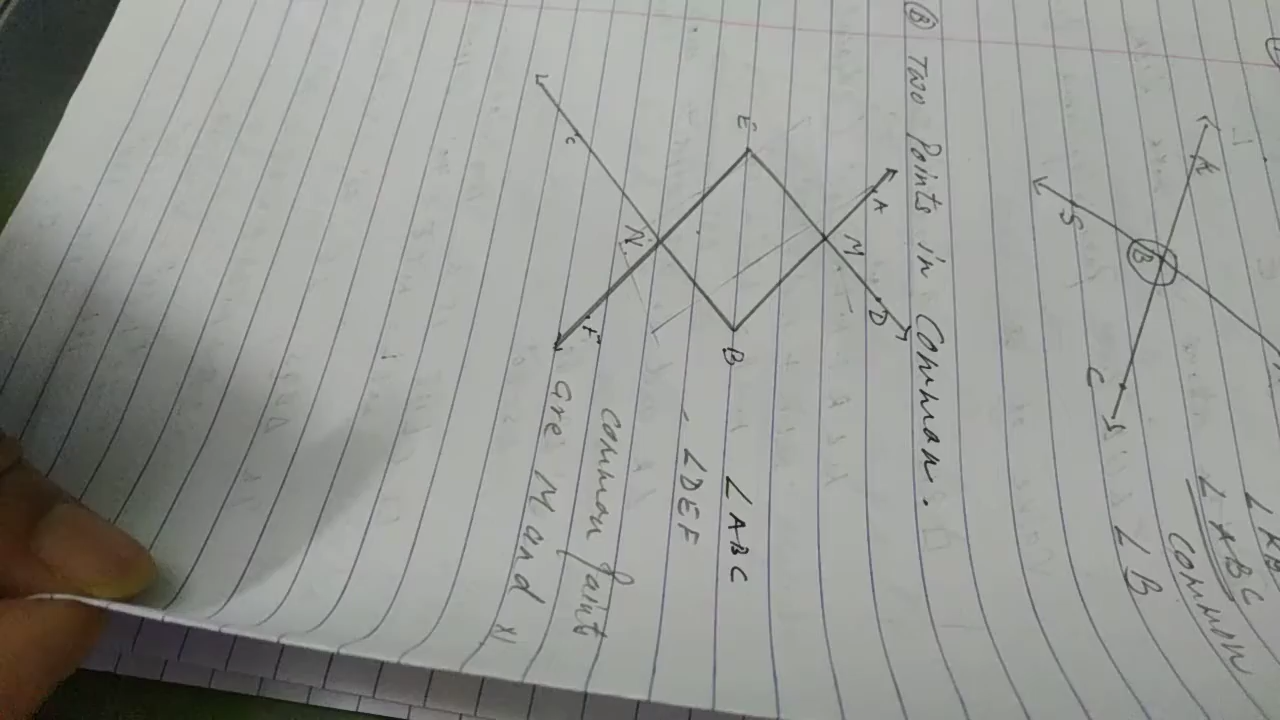 A
S
B
C
∠ABC
common
∠B
(B) Two Points in Common.
A
M
D
E
B
N
C
F
∠ABC
∠DEF
Common Point
are M and N